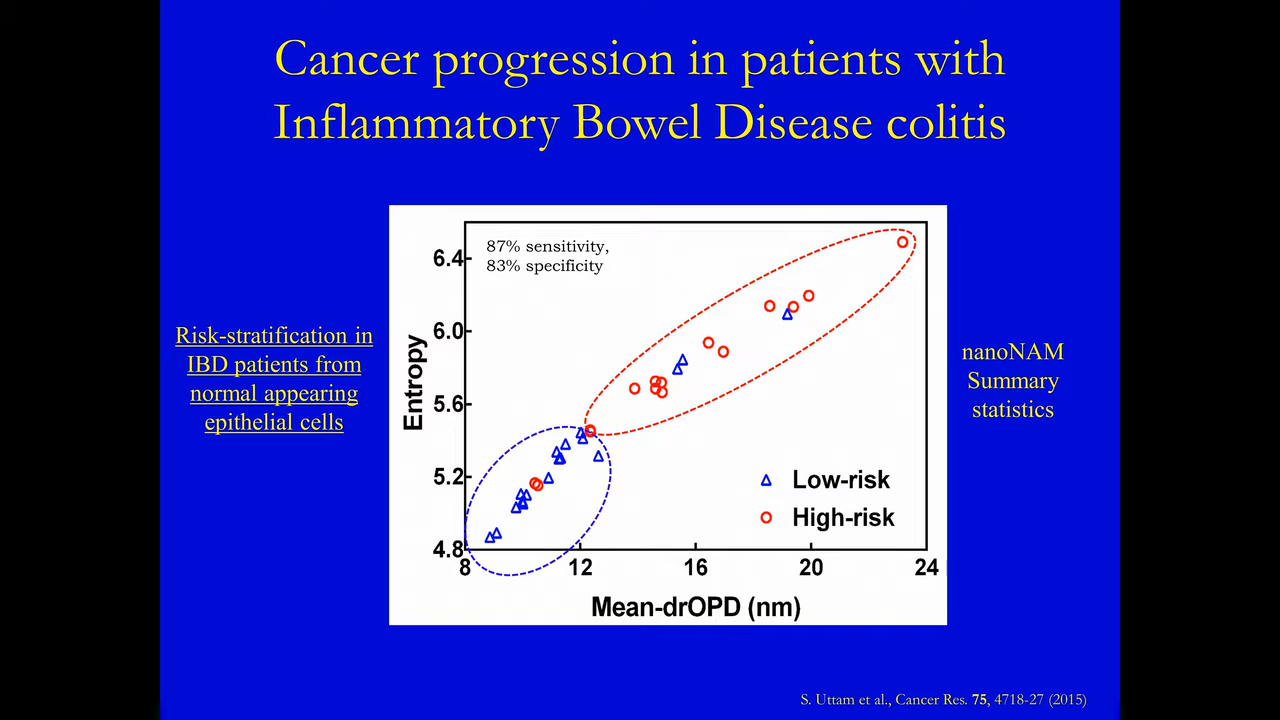 Cancer progression in patients with
Inflammatory Bowel Disease colitis
Risk-stratification in
IBD patients from
normal appearing
epithelial cells
87% sensitivity,
83% specificity
6.4
6.0
5.6
5.2
4.8
Entropy
Low-risk
High-risk
8 12 16 20 24
Mean-drOPD (nm)
nanoNAM
Summary
statistics
S. Uttam et al., Cancer Res. 75, 4718-27 (2015)